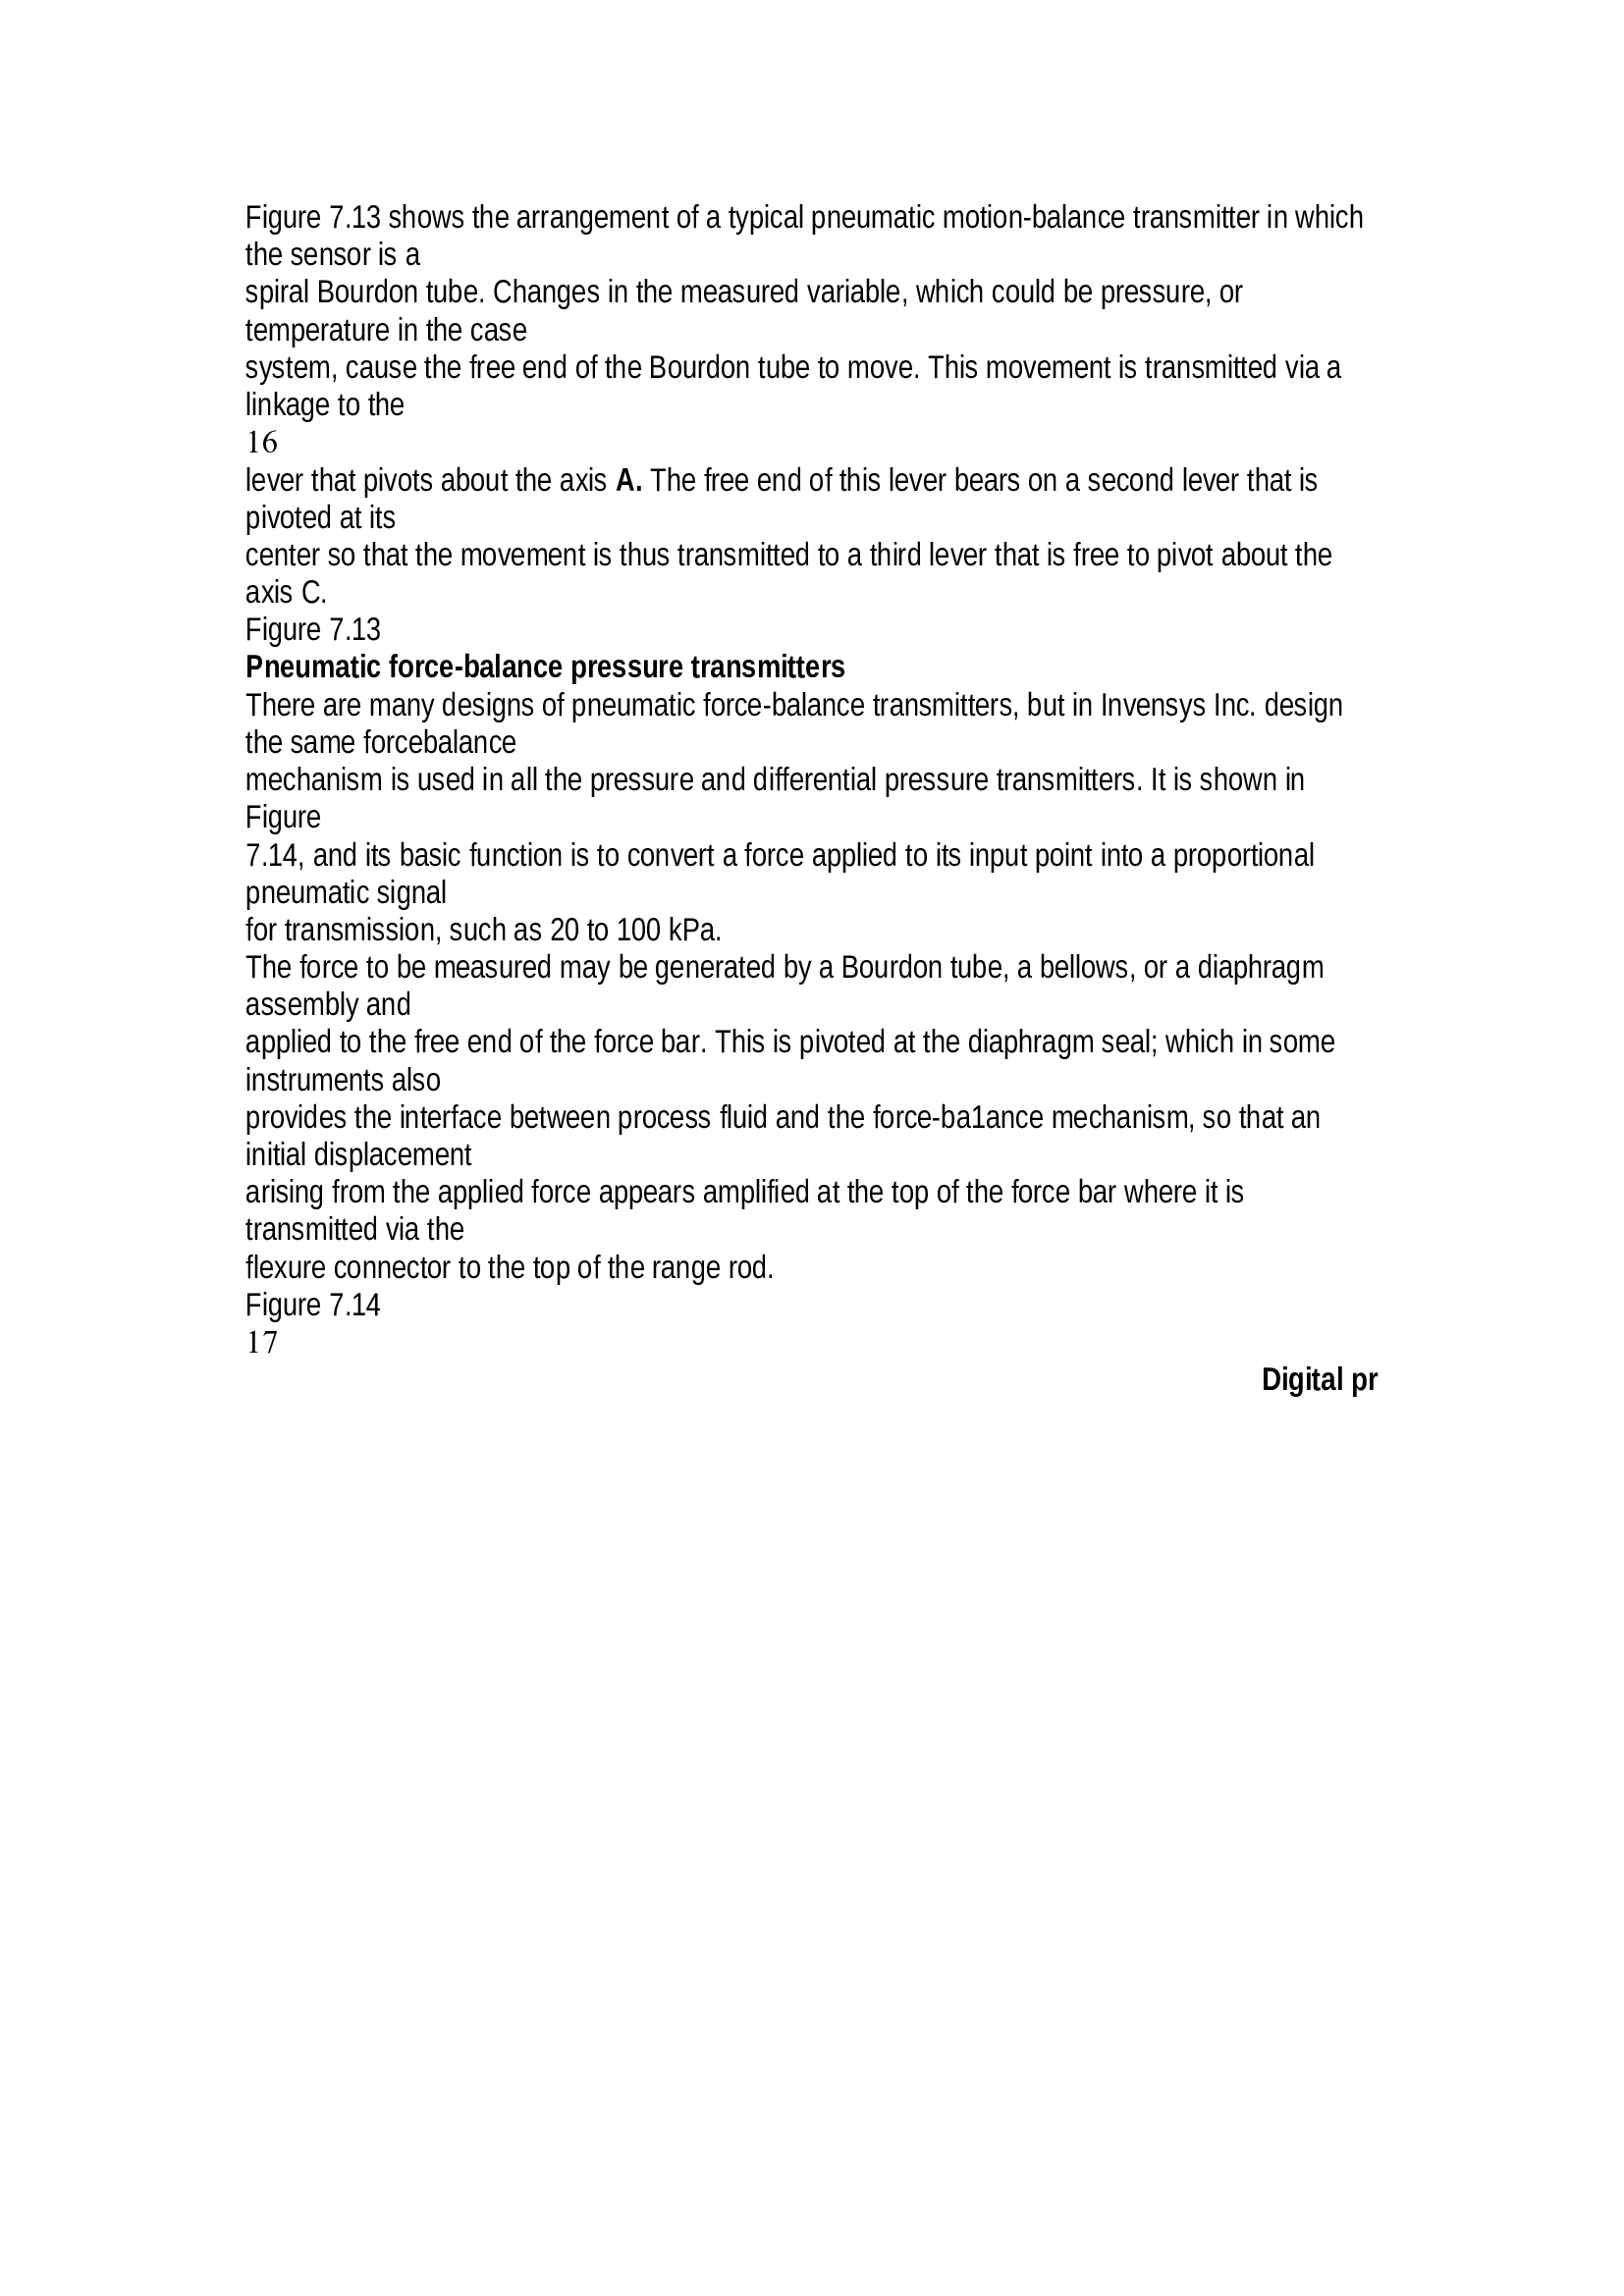 Figure 7.13 shows the arrangement of a typical pneumatic motion-balance transmitter in which
the sensor is a
spiral Bourdon tube. Changes in the measured variable, which could be pressure, or
temperature in the case
system, cause the free end of the Bourdon tube to move. This movement is transmitted via a
linkage to the
16
lever that pivots about the axis A. The free end of this lever bears on a second lever that is
pivoted at its
center so that the movement is thus transmitted to a third lever that is free to pivot about the
axis C.
Figure 7.13
Pneumatic force-balance pressure transmitters
There are many designs of pneumatic force-balance transmitters, but in Invensys Inc. design
the same forcebalance
mechanism is used in all the pressure and differential pressure transmitters. It is shown in
Figure
7.14, and its basic function is to convert a force applied to its input point into a proportional
pneumatic signal
for transmission, such as 20 to 100 kPa.
The force to be measured may be generated by a Bourdon tube, a bellows, or a diaphragm
assembly and
applied to the free end of the force bar. This is pivoted at the diaphragm seal; which in some
instruments also
provides the interface between process fluid and the force-ba1ance mechanism, so that an
initial displacement
arising from the applied force appears amplified at the top of the force bar where it is
transmitted via the
flexure connector to the top of the range rod.
Figure 7.14
17
Digital pr